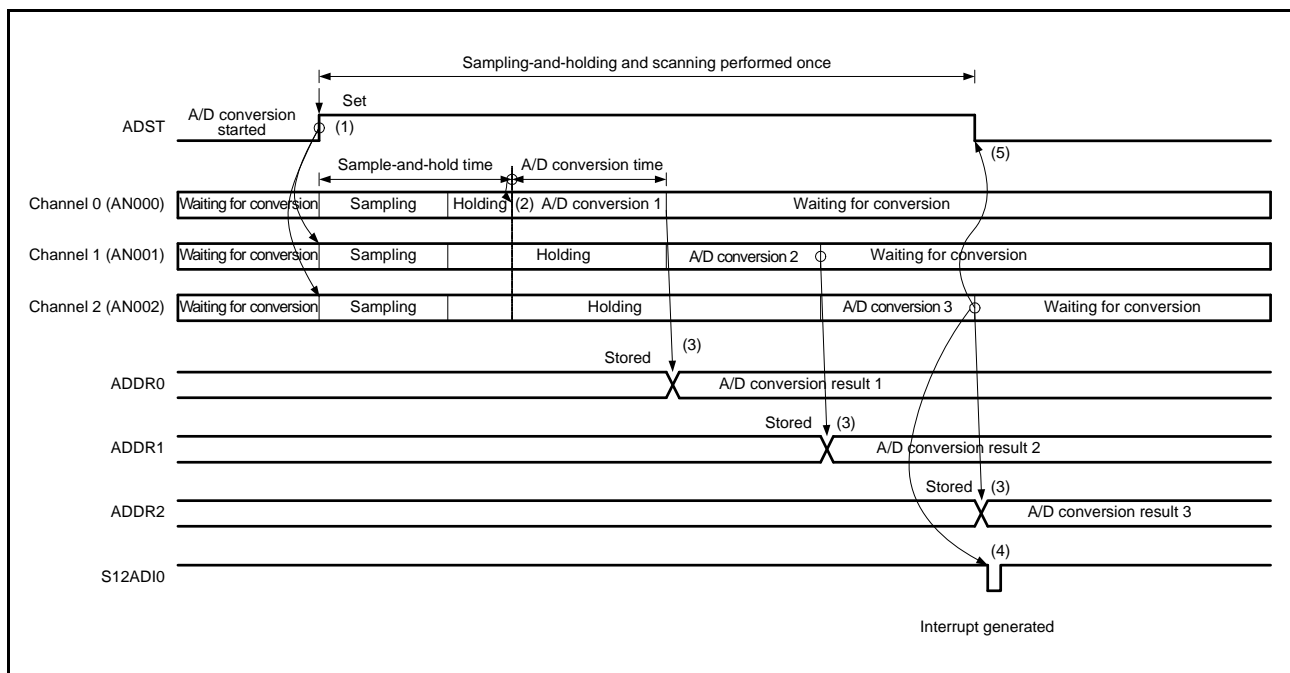 Sampling-and-holding and scanning performed once
Set
ADST
A/D conversion
started
(1)
(5)
Sample-and-hold time
A/D conversion time
Channel 0 (AN000)
Waiting for conversion
Sampling
Holding
(2)
A/D conversion 1
Waiting for conversion
Channel 1 (AN001)
Waiting for conversion
Sampling
Holding
A/D conversion 2
Waiting for conversion
Channel 2 (AN002)
Waiting for conversion
Sampling
Holding
A/D conversion 3
Waiting for conversion
Stored
(3)
ADDR0
A/D conversion result 1
Stored
(3)
ADDR1
A/D conversion result 2
Stored
(3)
ADDR2
A/D conversion result 3
(4)
S12ADI0
Interrupt generated